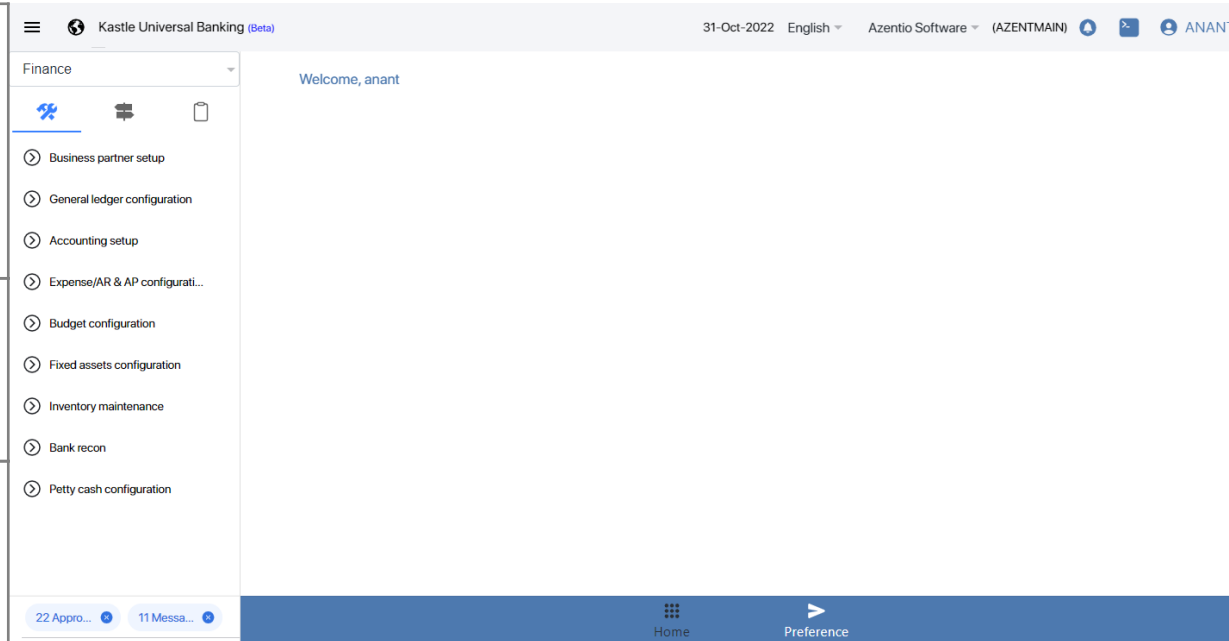 Kastle Universal Banking (Beta) 31-Oct-2022 English Azentio Software (AZENTMAIN) ANANT
Finance
Welcome, anant
Business partner setup
General ledger configuration
Accounting setup
Expense/AR & AP configurati...
Budget configuration
Fixed assets configuration
Inventory maintenance
Bank recon
Petty cash configuration
22 Appro... 11 Messa...
Home Preference